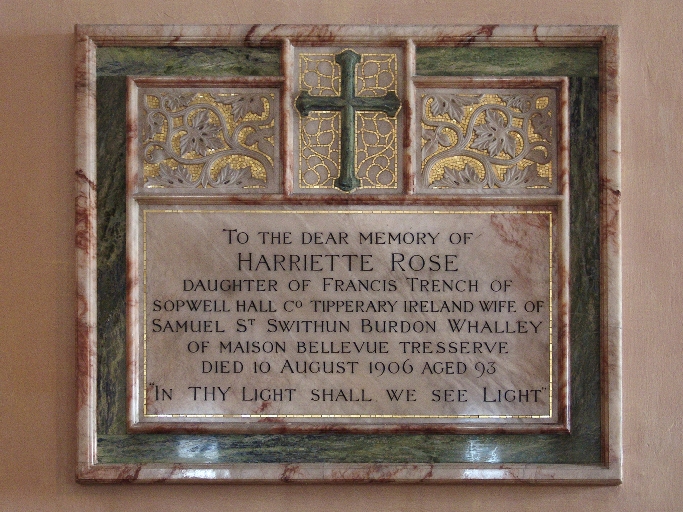 TO THE DEAR MEMORY OF
HARRIETTE ROSE
DAUGHTER OF FRANCIS TRENCH OF
SOPWELL HALL Cº TIPPERARY IRELAND WIFE OF
SAMUEL Sᵀ SWITHUN BURDON WHALLEY
OF MAISON BELLEVUE TRESSERVE
DIED 10 AUGUST 1906 AGED 93
"IN THY LIGHT SHALL WE SEE LIGHT"